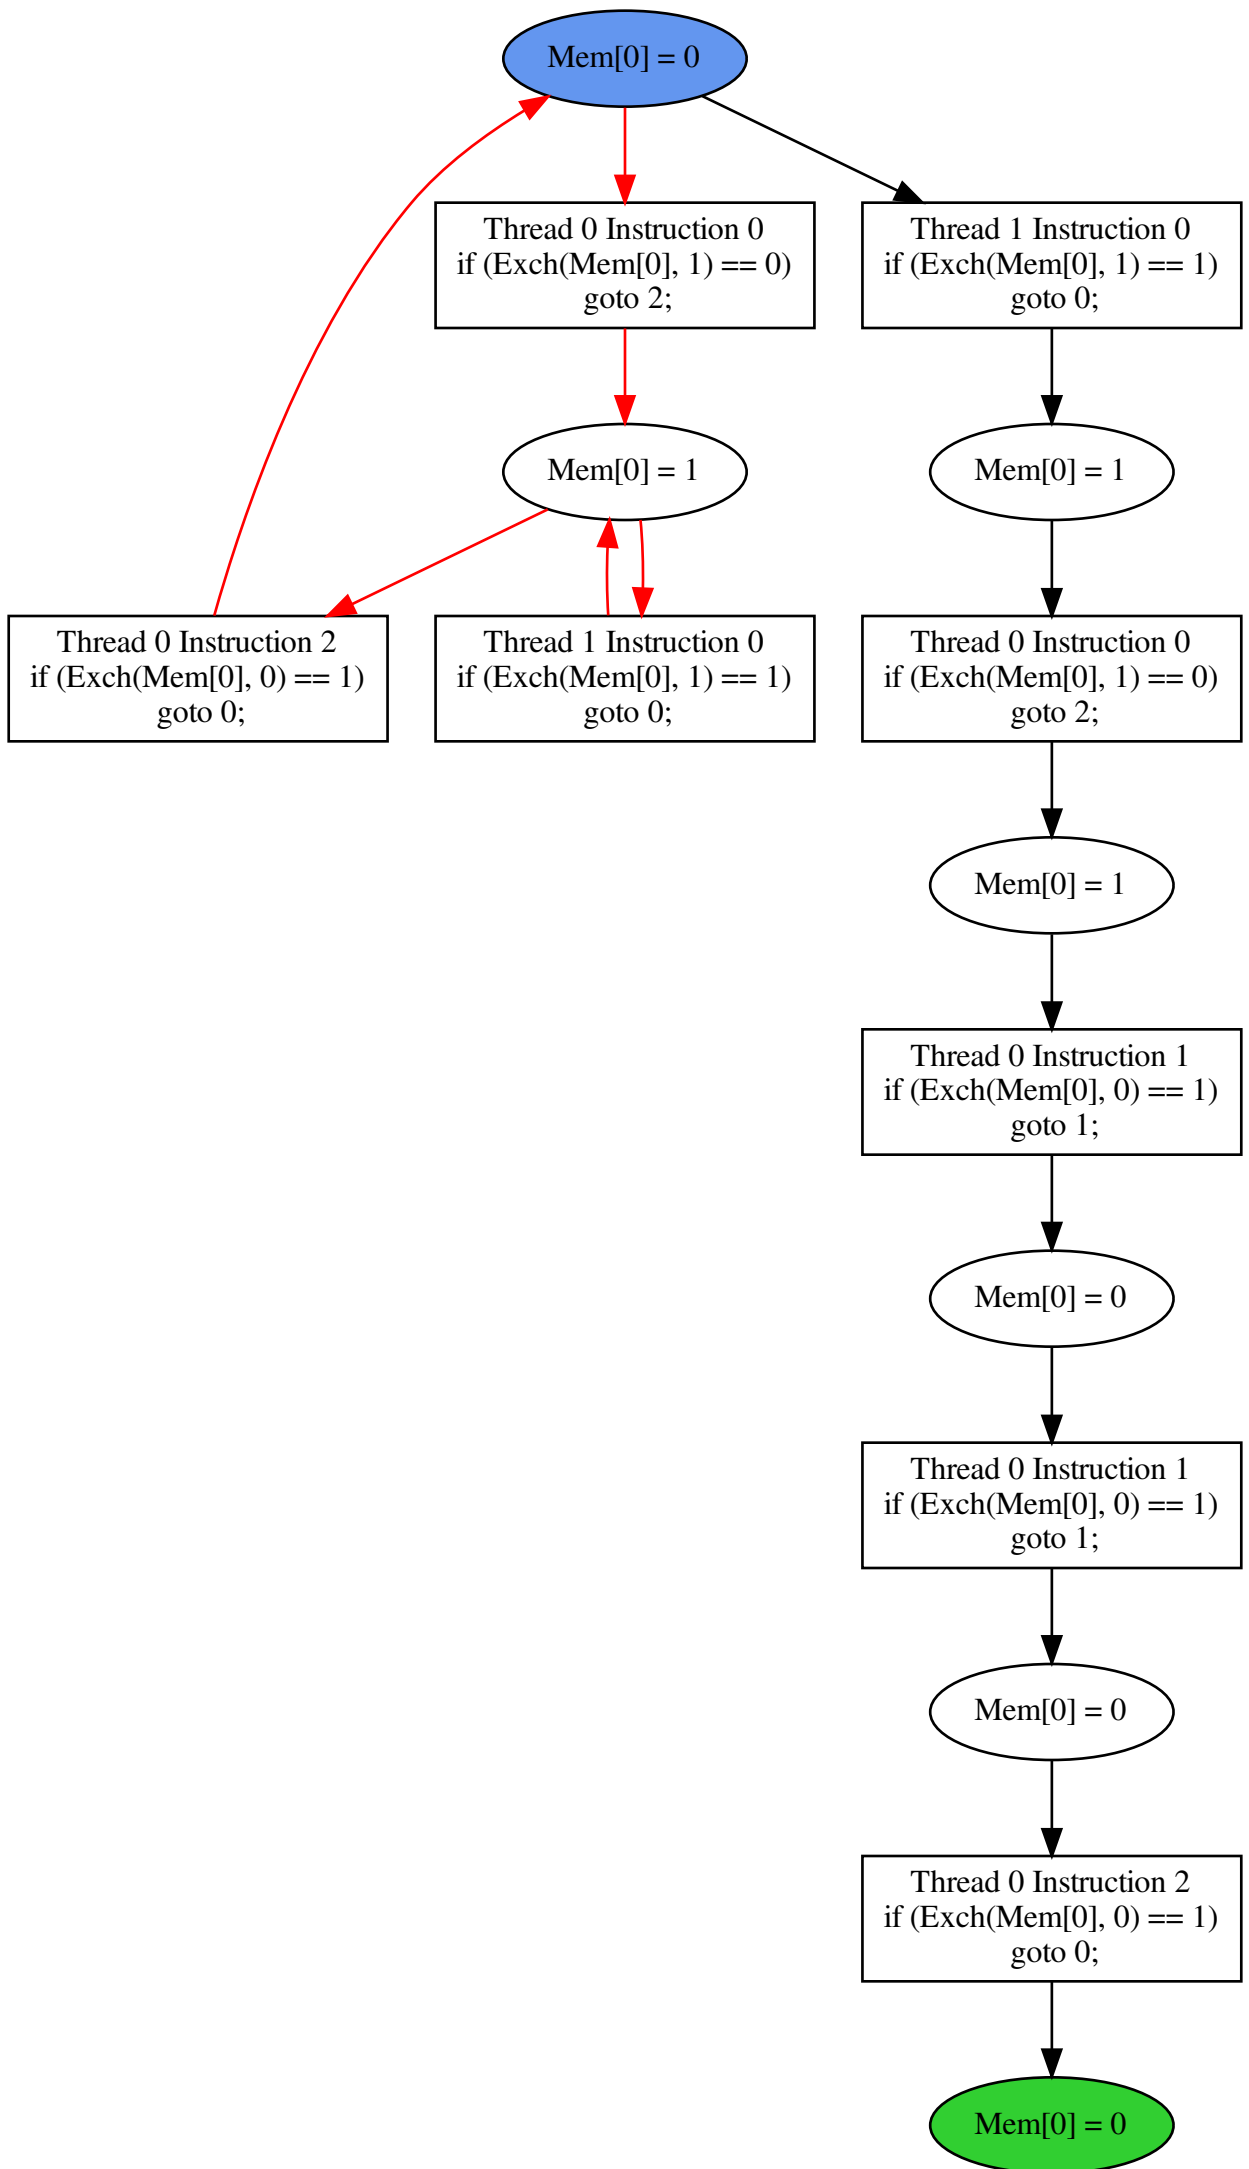 Mem[0] = 0
Thread 0 Instruction 0
if (Exch(Mem[0], 1) == 0)
goto 2;
Thread 1 Instruction 0
if (Exch(Mem[0], 1) == 1)
goto 0;
Mem[0] = 1
Mem[0] = 1
Thread 0 Instruction 2
if (Exch(Mem[0], 0) == 1)
goto 0;
Thread 1 Instruction 0
if (Exch(Mem[0], 1) == 1)
goto 0;
Thread 0 Instruction 0
if (Exch(Mem[0], 1) == 0)
goto 2;
Mem[0] = 1
Thread 0 Instruction 1
if (Exch(Mem[0], 0) == 1)
goto 1;
Mem[0] = 0
Thread 0 Instruction 1
if (Exch(Mem[0], 0) == 1)
goto 1;
Mem[0] = 0
Thread 0 Instruction 2
if (Exch(Mem[0], 0) == 1)
goto 0;
Mem[0] = 0